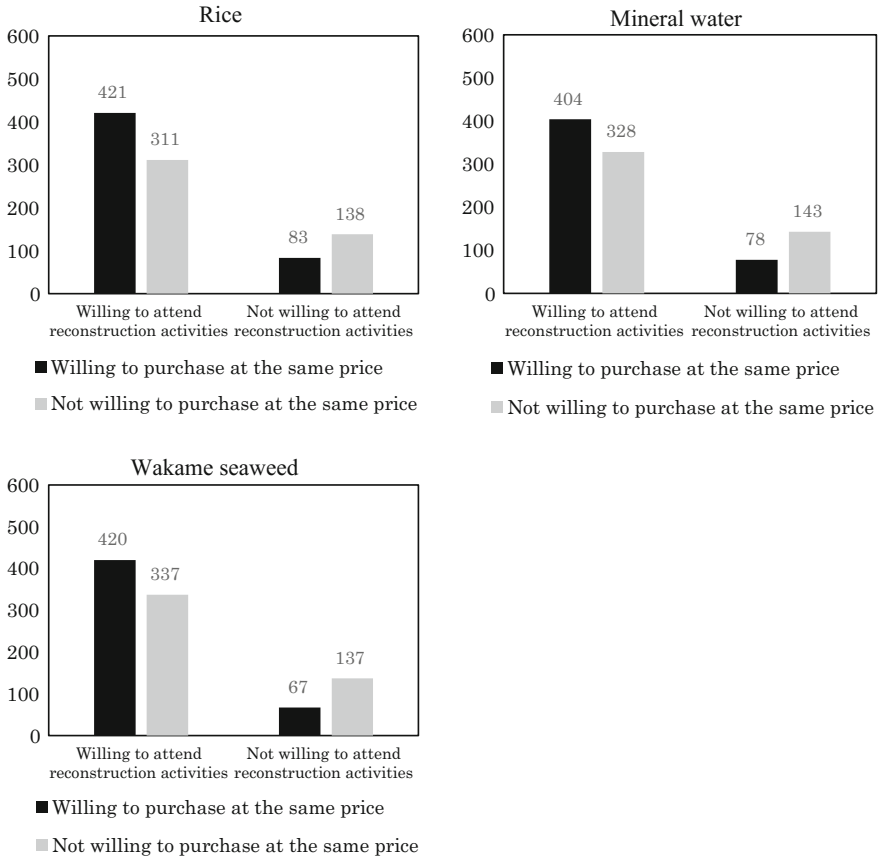 Rice
600
500
400
300
200
100
0
421
311
83
138
Willing to attend
reconstruction activities
Not willing to attend
reconstruction activities
Willing to purchase at the same price
Not willing to purchase at the same price
Mineral water
600
500
400
300
200
100
0
404
328
78
143
Willing to attend
reconstruction activities
Not willing to attend
reconstruction activities
Willing to purchase at the same price
Not willing to purchase at the same price
Wakame seaweed
600
500
400
300
200
100
0
420
337
67
137
Willing to attend
reconstruction activities
Not willing to attend
reconstruction activities
Willing to purchase at the same price
Not willing to purchase at the same price